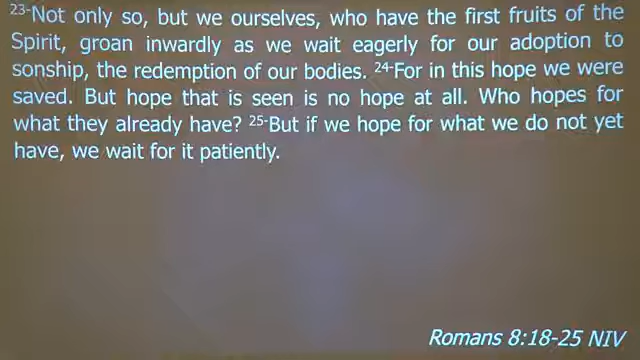 23-Not only so, but we ourselves, who have the first fruits of the
Spirit, groan inwardly as we wait eagerly for our adoption to
sonship, the redemption of our bodies. 24-For in this hope we were
saved. But hope that is seen is no hope at all. Who hopes for
what they already have? 25-But if we hope for what we do not yet
have, we wait for it patiently.
Romans 8:18-25 NIV